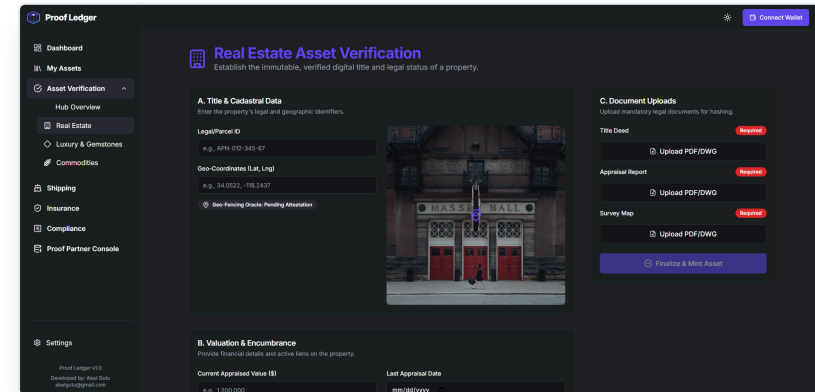 Proof Ledger
Connect Wallet
Dashboard
My Assets
Asset Verification
Hub Overview
Real Estate
Luxury & Gemstones
Commodities
Shipping
Insurance
Compliance
Proof Partner Console
Settings
Proof Ledger v1.0
Developed by: Abel Gutu
abelgutu@gmail.com
Real Estate Asset Verification
Establish the immutable, verified digital title and legal status of a property.
A. Title & Cadastral Data
Enter the property's legal and geographic identifiers.
Legal/Parcel ID
e.g., APN-012-345-67
Geo-Coordinates (Lat, Lng)
e.g., 34.0522, -118.2437
Geo-Fencing Oracle: Pending Attestation
MASSEY HALL
B. Valuation & Encumbrance
Provide financial details and active liens on the property.
Current Appraised Value ($)
e.g., 1,200,000
Last Appraisal Date
mm/dd/yyyy
C. Document Uploads
Upload mandatory legal documents for hashing.
Title Deed
Required
Upload PDF/DWG
Appraisal Report
Required
Upload PDF/DWG
Survey Map
Required
Upload PDF/DWG
Finalize & Mint Asset